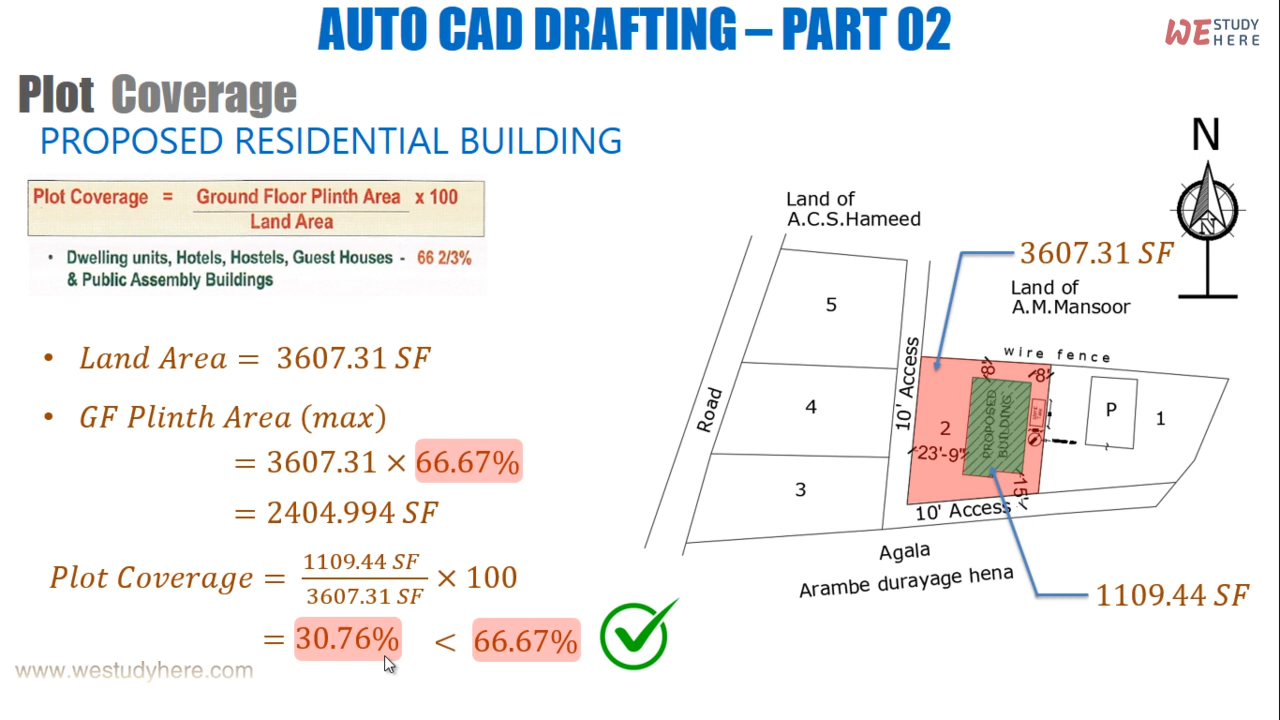 AUTO CAD DRAFTING – PART 02
WE STUDY HERE
Plot Coverage
PROPOSED RESIDENTIAL BUILDING
Plot Coverage = Ground Floor Plinth Area x 100
Land Area
• Dwelling units, Hotels, Hostels, Guest Houses - 66 2/3%
& Public Assembly Buildings
• Land Area = 3607.31 SF
• GF Plinth Area (max)
= 3607.31 × 66.67%
= 2404.994 SF
Plot Coverage = 1109.44 SF / 3607.31 SF × 100
= 30.76% < 66.67%
www.westudyhere.com
N
N
Land of
A.C.S.Hameed
3607.31 SF
Land of
A.M.Mansoor
wire fence
5
10' Access
8'
8'
Road
4
2
PROPOSED
BUILDING
P
1
23'-9"
3
15'
10' Access
Agala
Arambe durayage hena
1109.44 SF